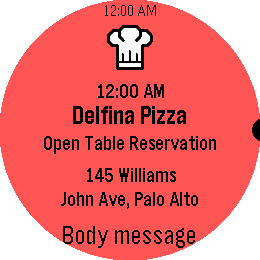 12:00 AM
12:00 AM
Delfina Pizza
Open Table Reservation
145 Williams
John Ave, Palo Alto
Body message